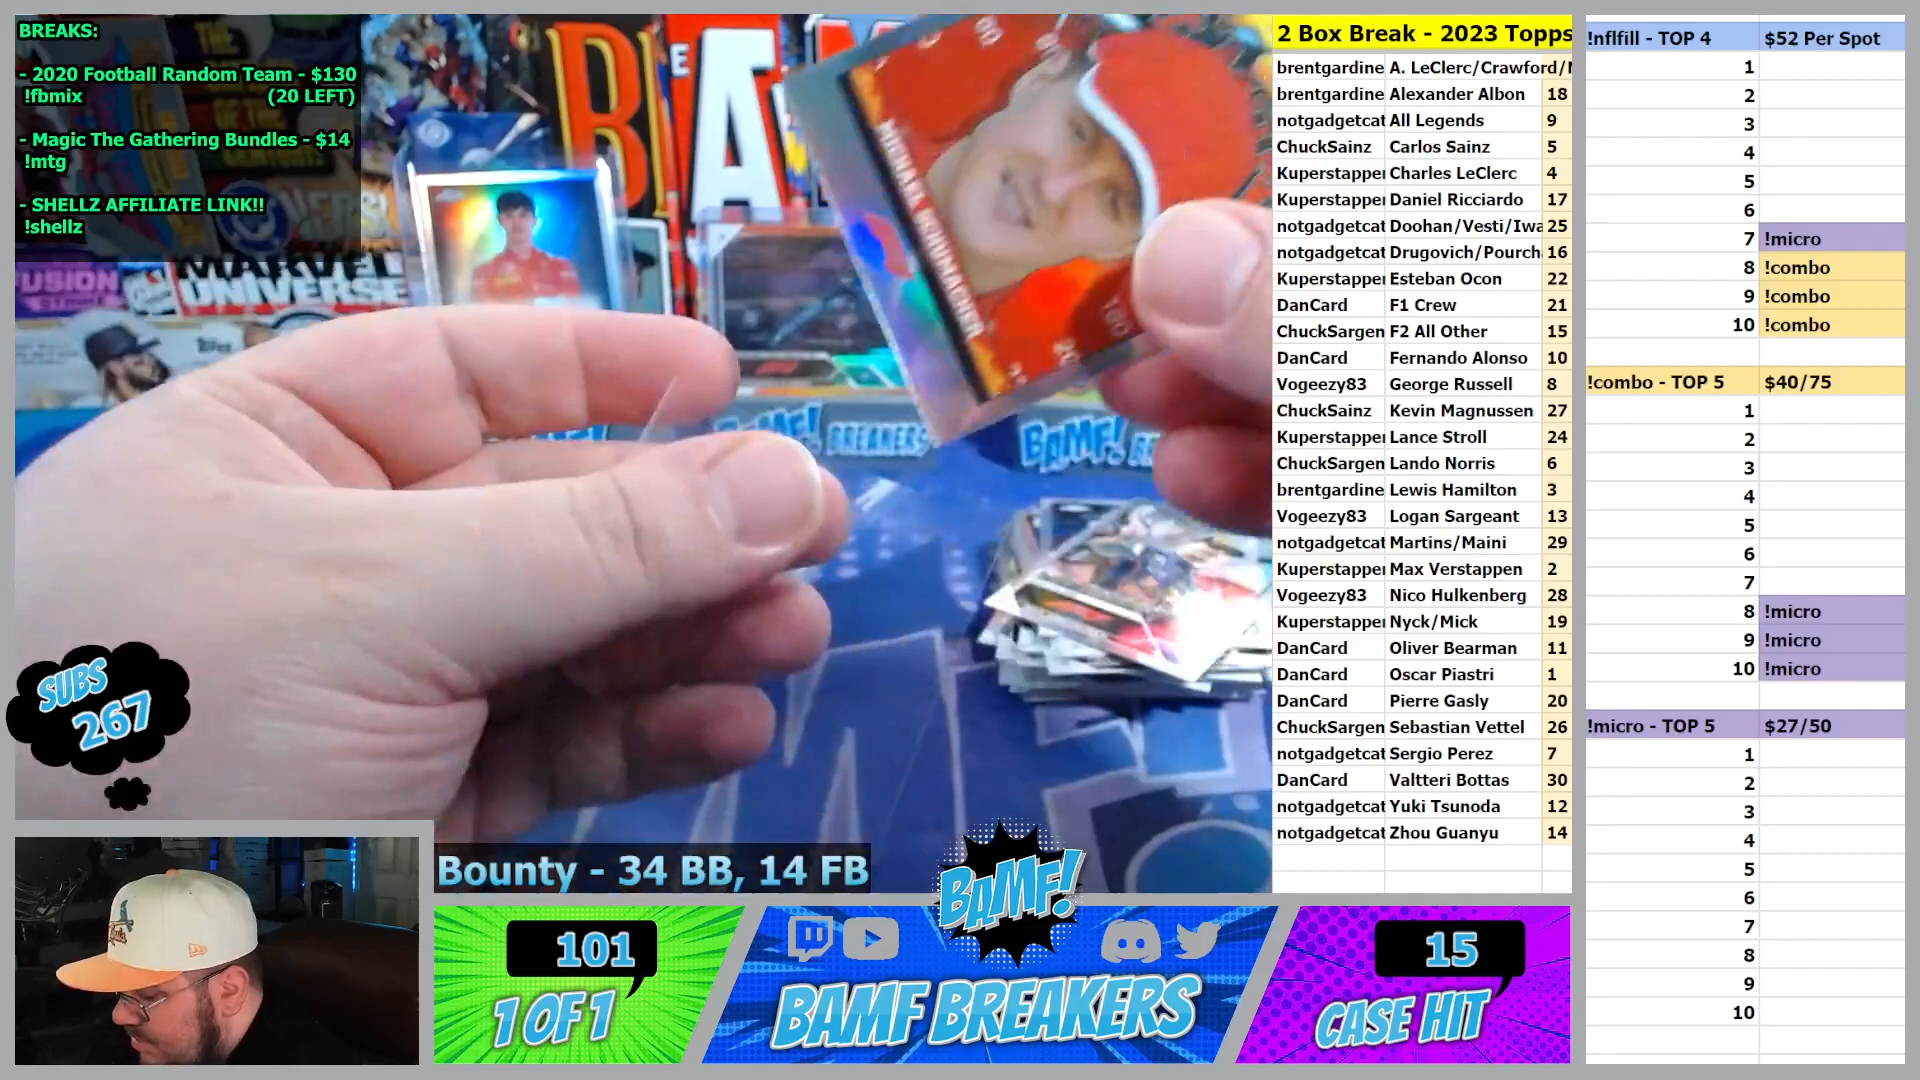 BREAKS:
- 2020 Football Random Team - $130
!fbmix (20 LEFT)
- Magic The Gathering Bundles - $14
!mtg
- SHELLZ AFFILIATE LINK!!
!shellz
FUSION
MARVEL
UNIVERSE
MICHAEL SCHUMACHER
BAMF! BREAKERS
BAMF!
SUBS
267
Bounty - 34 BB, 14 FB
101
1 OF 1
BAMF!
BAMF BREAKERS
15
CASE HIT
2 Box Break - 2023 Topps
brentgardine A. LeClerc/Crawford/
brentgardine Alexander Albon 18
notgadgetcat All Legends 9
ChuckSainz Carlos Sainz 5
Kuperstapper Charles LeClerc 4
Kuperstapper Daniel Ricciardo 17
notgadgetcat Doohan/Vesti/Iwa 25
notgadgetcat Drugovich/Pourch 16
Kuperstapper Esteban Ocon 22
DanCard F1 Crew 21
ChuckSargen F2 All Other 15
DanCard Fernando Alonso 10
Vogeezy83 George Russell 8
ChuckSainz Kevin Magnussen 27
Kuperstapper Lance Stroll 24
ChuckSargen Lando Norris 6
brentgardine Lewis Hamilton 3
Vogeezy83 Logan Sargeant 13
notgadgetcat Martins/Maini 29
Kuperstapper Max Verstappen 2
Vogeezy83 Nico Hulkenberg 28
Kuperstapper Nyck/Mick 19
DanCard Oliver Bearman 11
DanCard Oscar Piastri 1
DanCard Pierre Gasly 20
ChuckSargen Sebastian Vettel 26
notgadgetcat Sergio Perez 7
DanCard Valtteri Bottas 30
notgadgetcat Yuki Tsunoda 12
notgadgetcat Zhou Guanyu 14
!nflfill - TOP 4 $52 Per Spot
1
2
3
4
5
6
7 !micro
8 !combo
9 !combo
10 !combo
!combo - TOP 5 $40/75
1
2
3
4
5
6
7
8 !micro
9 !micro
10 !micro
!micro - TOP 5 $27/50
1
2
3
4
5
6
7
8
9
10